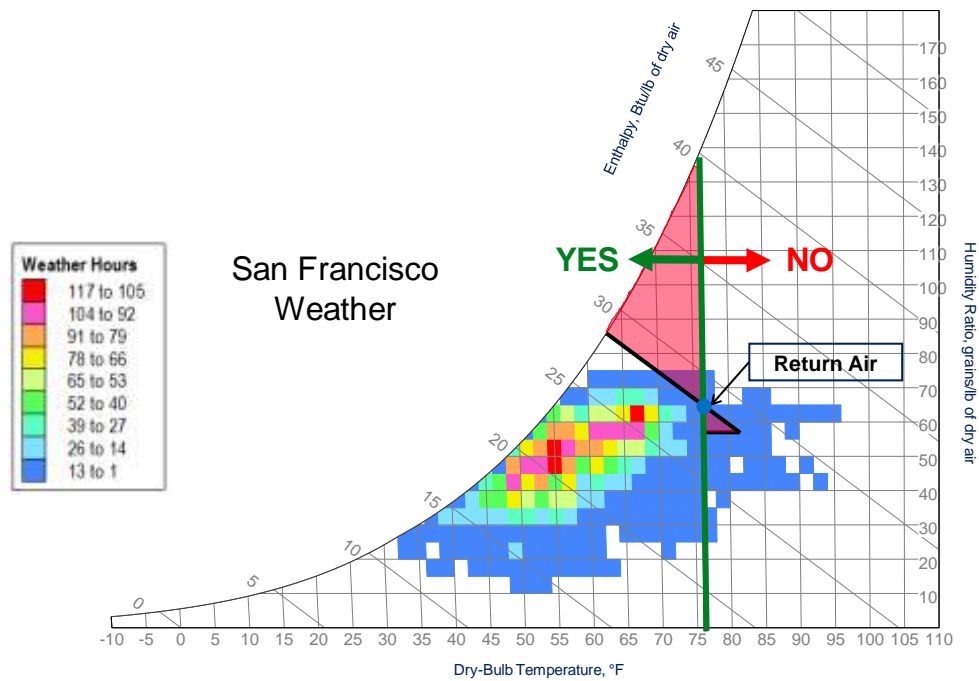 Enthalpy, Btu/lb of dry air
45
40
35
30
25
20
15
10
5
0
170
160
150
140
130
120
110
100
90
80
70
60
50
40
30
20
10
Humidity Ratio, grains/lb of dry air
YES
NO
Return Air
San Francisco
Weather
Weather Hours
117 to 105
104 to 92
91 to 79
78 to 66
65 to 53
52 to 40
39 to 27
26 to 14
13 to 1
-10 -5 0 5 10 15 20 25 30 35 40 45 50 55 60 65 70 75 80 85 90 95 100 105 110
Dry-Bulb Temperature, °F